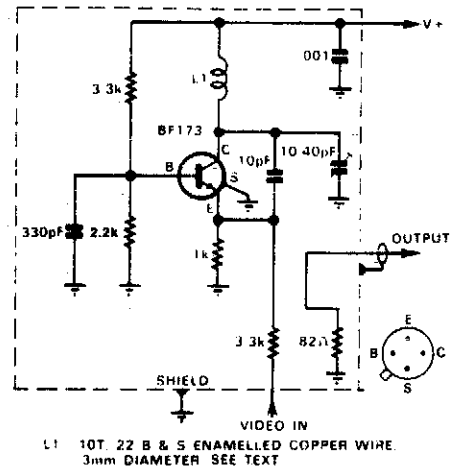 V+
001
L1
3.3k
BF173
C
B
S
E
10pF
10 40pF
330pF
2.2k
1k
OUTPUT
3.3k
82Ω
E
B
C
S
SHIELD
VIDEO IN
L1 10T. 22 B & S ENAMELLED COPPER WIRE.
3mm DIAMETER SEE TEXT